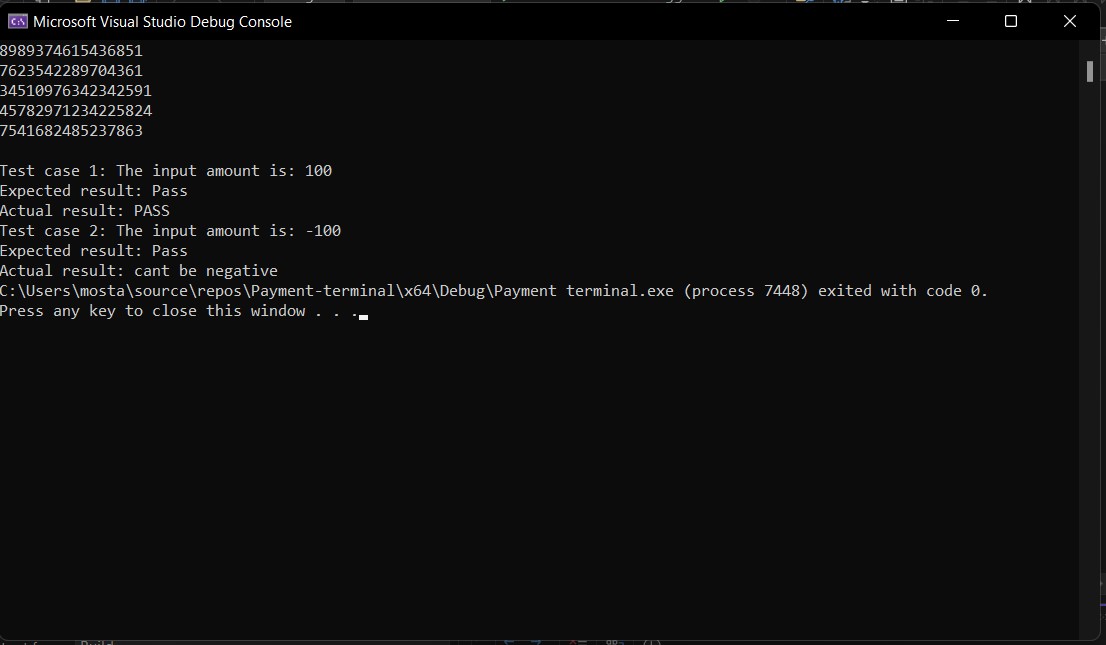 Microsoft Visual Studio Debug Console
8989374615436851
7623542289704361
34510976342342591
45782971234225824
7541682485237863
Test case 1: The input amount is: 100
Expected result: Pass
Actual result: PASS
Test case 2: The input amount is: -100
Expected result: Pass
Actual result: cant be negative
C:\Users\mosta\source\repos\Payment-terminal\x64\Debug\Payment terminal.exe (process 7448) exited with code 0.
Press any key to close this window . . .